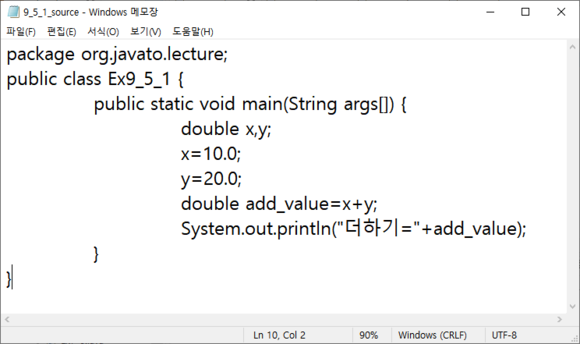 9_5_1_source - Windows 메모장
파일(F) 편집(E) 서식(O) 보기(V) 도움말(H)
package org.javato.lecture;
public class Ex9_5_1 {
public static void main(String args[]) {
double x,y;
x=10.0;
y=20.0;
double add_value=x+y;
System.out.println("더하기="+add_value);
}
}
Ln 10, Col 2 90% Windows (CRLF) UTF-8